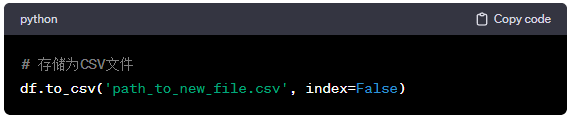 python
Copy code
# 存储为CSV文件
df.to_csv('path_to_new_file.csv', index=False)